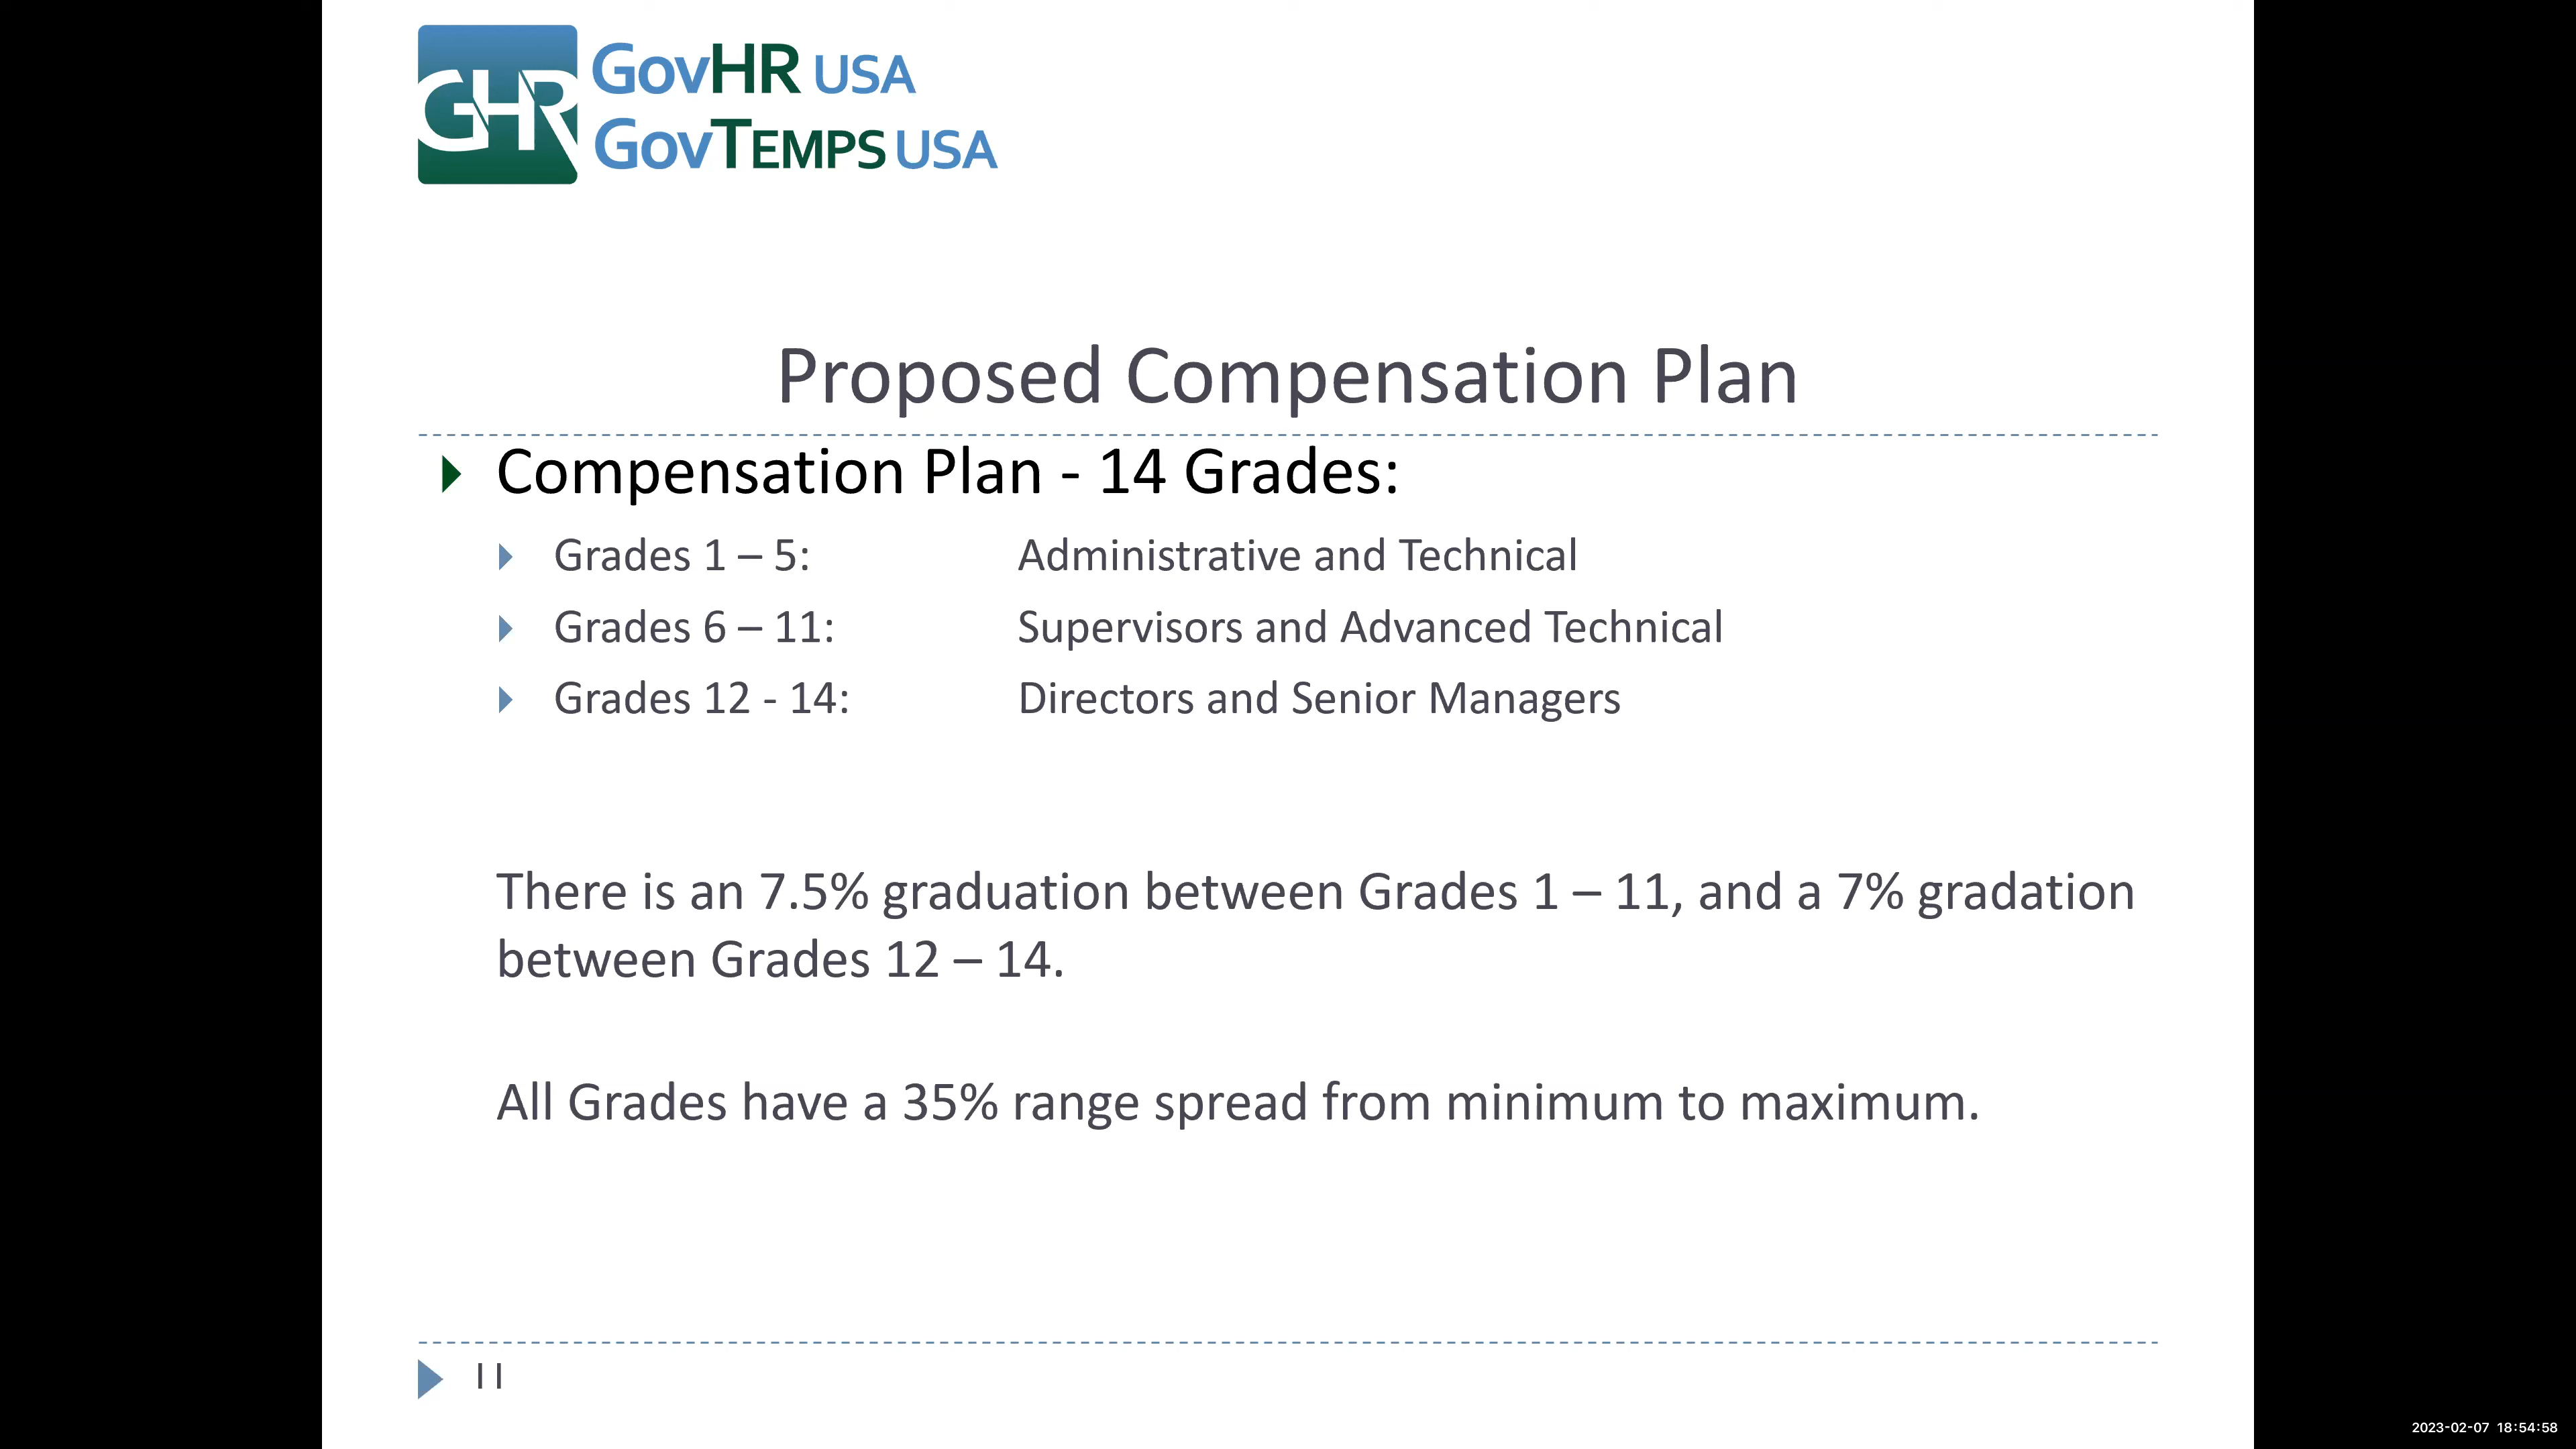 GHR
GovHR USA
GovTEMPS USA
Proposed Compensation Plan
Compensation Plan - 14 Grades:
Grades 1 – 5: Administrative and Technical
Grades 6 – 11: Supervisors and Advanced Technical
Grades 12 - 14: Directors and Senior Managers
There is an 7.5% graduation between Grades 1 – 11, and a 7% gradation
between Grades 12 – 14.
All Grades have a 35% range spread from minimum to maximum.
11
2023-02-07 18:54:58